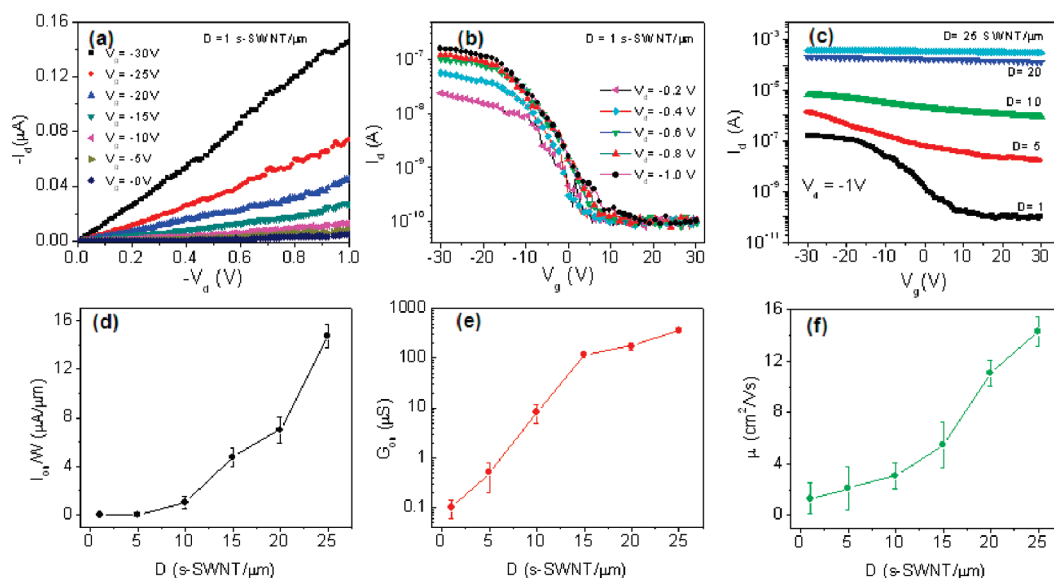 (a)
D =1 s-SWNT/μm
V_g = -30V
V_g = -25V
V_g = -20V
V_g = -15V
V_g = -10V
V_g = -5V
V_g = -0V
0.16
0.12
0.08
0.04
0.00
-I_d(μA)
0.0 0.2 0.4 0.6 0.8 1.0
-V_d (V)
(b)
D = 1 s-SWNT/μm
V_d = -0.2 V
V_d = -0.4 V
V_d = -0.6 V
V_d = -0.8 V
V_d = -1.0 V
10^-7
10^-8
10^-9
10^-10
I_d (A)
-30 -20 -10 0 10 20 30
V_g (V)
(c)
D= 25 SWNT/μm
D= 20
D= 10
D= 5
D= 1
V_d = -1V
10^-3
10^-5
10^-7
10^-9
10^-11
I_d (A)
-30 -20 -10 0 10 20 30
V_g(V)
(d)
16
12
8
4
0
I_on/W (μA/μm)
0 5 10 15 20 25
D (s-SWNT/μm)
(e)
1000
100
10
1
0.1
G_on (μS)
0 5 10 15 20 25
D (s-SWNT/μm)
(f)
16
12
8
4
0
μ (cm²/Vs)
0 5 10 15 20 25
D (s-SWNT/μm)